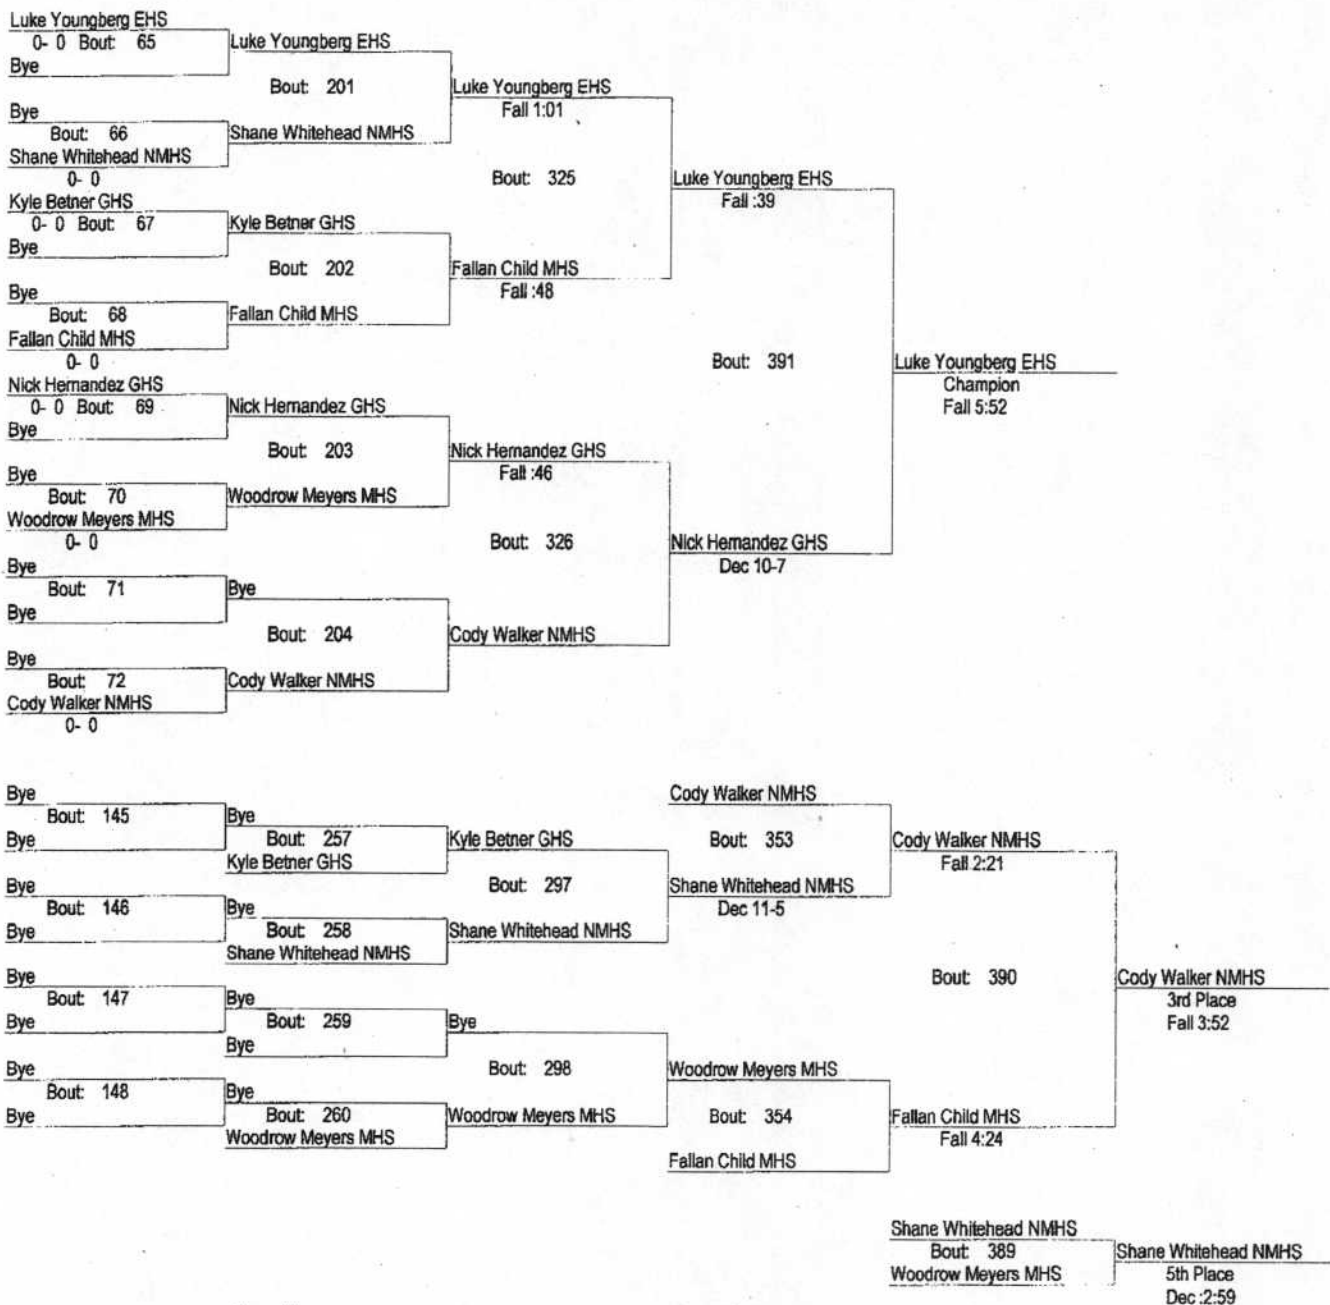 Luke Youngberg EHS
0- 0 Bout: 65
Bye
Bye
Bout: 66
Shane Whitehead NMHS
0- 0
Kyle Betner GHS
0- 0 Bout: 67
Bye
Bye
Bout: 68
Fallan Child MHS
0- 0
Nick Hernandez GHS
0- 0 Bout: 69
Bye
Bye
Bout: 70
Woodrow Meyers MHS
0- 0
Bye
Bout: 71
Bye
Bye
Bout: 72
Cody Walker NMHS
0- 0
Luke Youngberg EHS
Bout: 201
Shane Whitehead NMHS
Kyle Betner GHS
Bout: 202
Fallan Child MHS
Nick Hernandez GHS
Bout: 203
Woodrow Meyers MHS
Bye
Bout: 204
Cody Walker NMHS
Luke Youngberg EHS
Fall 1:01
Bout: 325
Fallan Child MHS
Fall :48
Nick Hernandez GHS
Fall :46
Bout: 326
Cody Walker NMHS
Luke Youngberg EHS
Fall :39
Bout: 391
Nick Hernandez GHS
Dec 10-7
Luke Youngberg EHS
Champion
Fall 5:52
Bye
Bout: 145
Bye
Bye
Bout: 146
Bye
Bye
Bout: 147
Bye
Bye
Bout: 148
Bye
Bye
Bout: 257
Kyle Betner GHS
Bye
Bout: 258
Shane Whitehead NMHS
Bye
Bout: 259
Bye
Bye
Bout: 260
Woodrow Meyers MHS
Kyle Betner GHS
Bout: 297
Shane Whitehead NMHS
Bye
Bout: 298
Woodrow Meyers MHS
Cody Walker NMHS
Bout: 353
Shane Whitehead NMHS
Dec 11-5
Woodrow Meyers MHS
Bout: 354
Fallan Child MHS
Cody Walker NMHS
Fall 2:21
Bout: 390
Fallan Child MHS
Fall 4:24
Cody Walker NMHS
3rd Place
Fall 3:52
Shane Whitehead NMHS
Bout: 389
Woodrow Meyers MHS
Shane Whitehead NMHS
5th Place
Dec :2:59